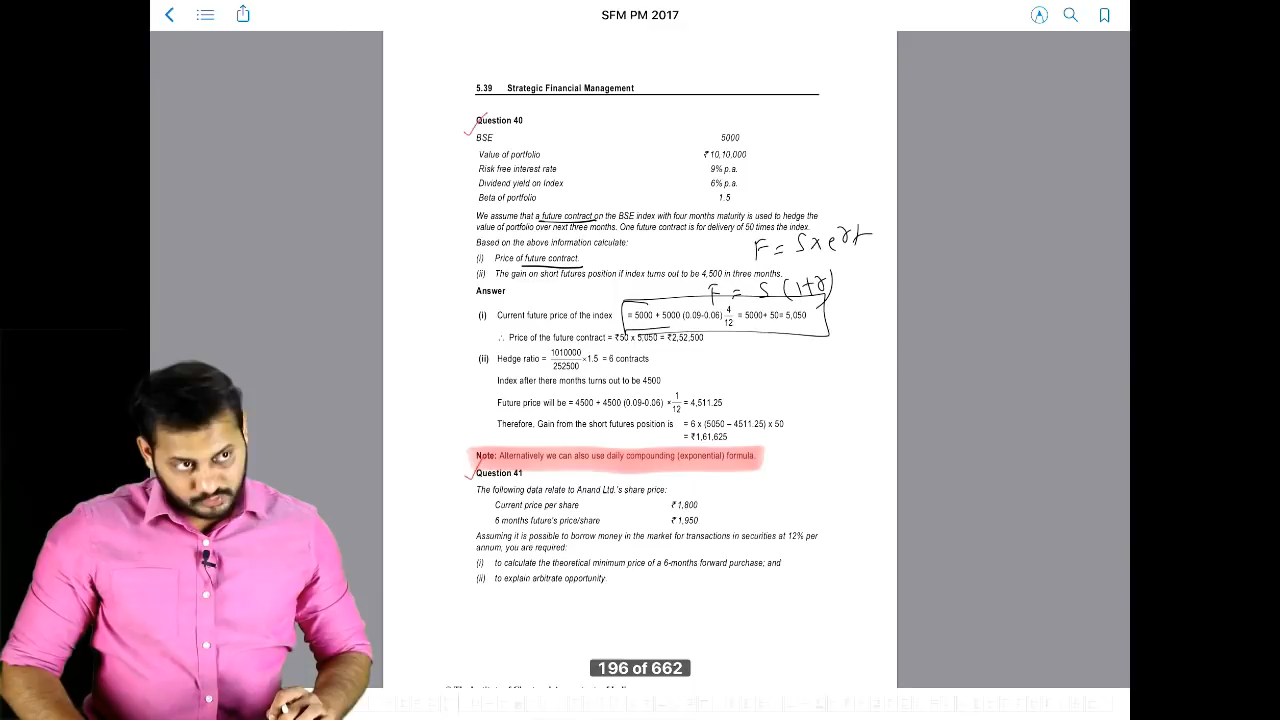 SFM PM 2017
5.39 Strategic Financial Management
Question 40
BSE 5000
Value of portfolio ₹ 10,10,000
Risk free interest rate 9% p.a.
Dividend yield on Index 6% p.a.
Beta of portfolio 1.5
We assume that a future contract on the BSE index with four months maturity is used to hedge the
value of portfolio over next three months. One future contract is for delivery of 50 times the index.
Based on the above information calculate:
F = S x e^rt
(i) Price of future contract.
(ii) The gain on short futures position if index turns out to be 4,500 in three months.
Answer
F = S (1+r)
(i) Current future price of the index = 5000 + 5000 (0.09-0.06) 4/12 = 5000+ 50= 5,050
∴ Price of the future contract = ₹50 x 5,050 = ₹2,52,500
(ii) Hedge ratio = 1010000/252500 ×1.5 = 6 contracts
Index after there months turns out to be 4500
Future price will be = 4500 + 4500 (0.09-0.06) × 1/12 = 4,511.25
Therefore, Gain from the short futures position is = 6 x (5050 – 4511.25) x 50
= ₹1,61,625
Note: Alternatively we can also use daily compounding (exponential) formula.
Question 41
The following data relate to Anand Ltd.'s share price:
Current price per share ₹ 1,800
6 months future's price/share ₹ 1,950
Assuming it is possible to borrow money in the market for transactions in securities at 12% per
annum, you are required:
(i) to calculate the theoretical minimum price of a 6-months forward purchase; and
(ii) to explain arbitrate opportunity.
196 of 662